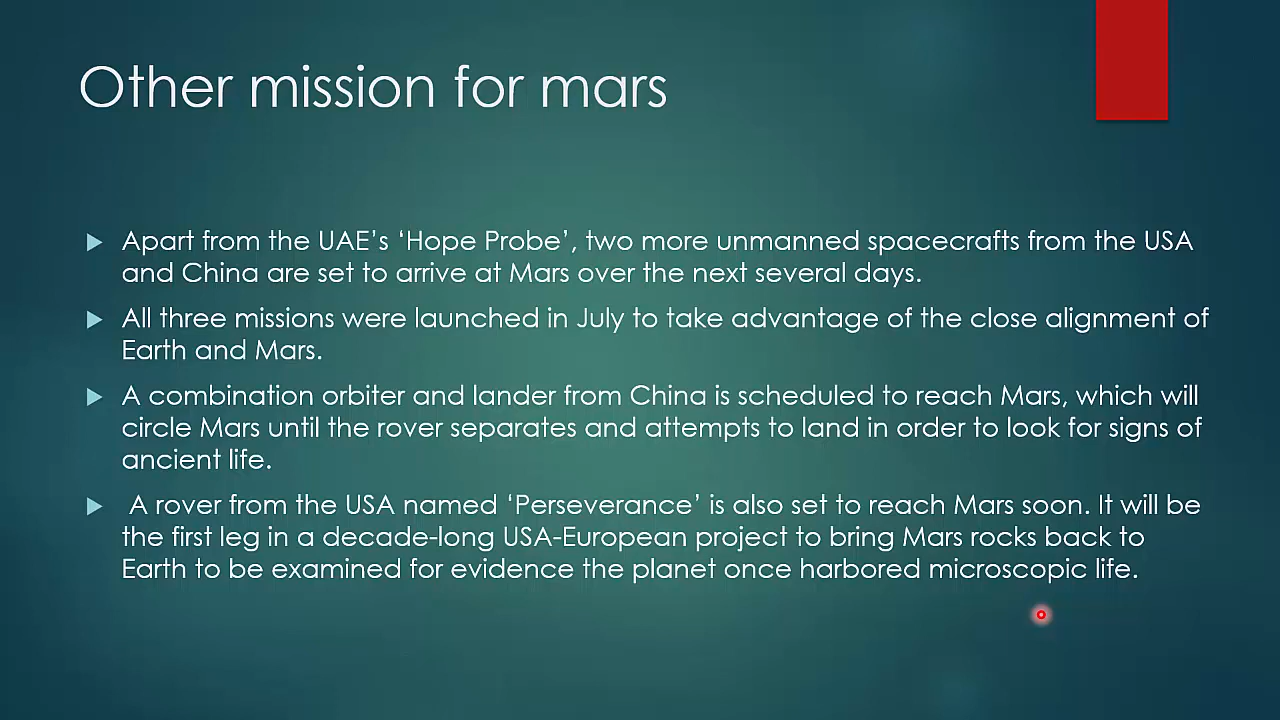 Other mission for mars
Apart from the UAE’s ‘Hope Probe’, two more unmanned spacecrafts from the USA
and China are set to arrive at Mars over the next several days.
All three missions were launched in July to take advantage of the close alignment of
Earth and Mars.
A combination orbiter and lander from China is scheduled to reach Mars, which will
circle Mars until the rover separates and attempts to land in order to look for signs of
ancient life.
A rover from the USA named ‘Perseverance’ is also set to reach Mars soon. It will be
the first leg in a decade-long USA-European project to bring Mars rocks back to
Earth to be examined for evidence the planet once harbored microscopic life.